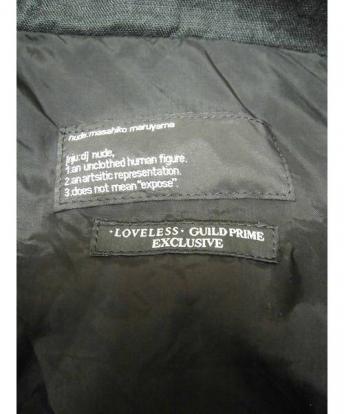 nude:masahiko maruyama
[nju:d] nude,
1.an unclothed human figure.
2.an artsitic representation.
3.does not mean "expose".
·LOVELESS· GUILD PRIME
EXCLUSIVE